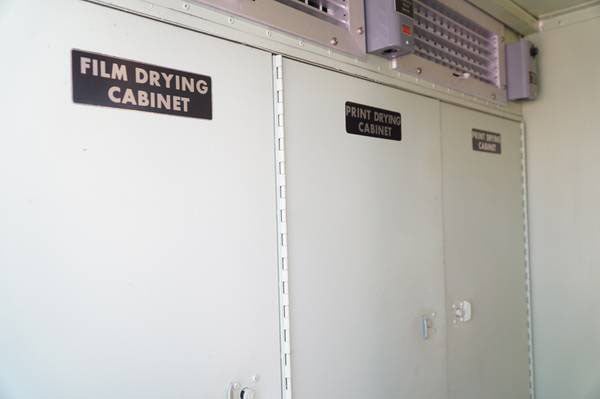 FILM DRYING
CABINET
PRINT DRYING
CABINET
PRINT DRYING
CABINET